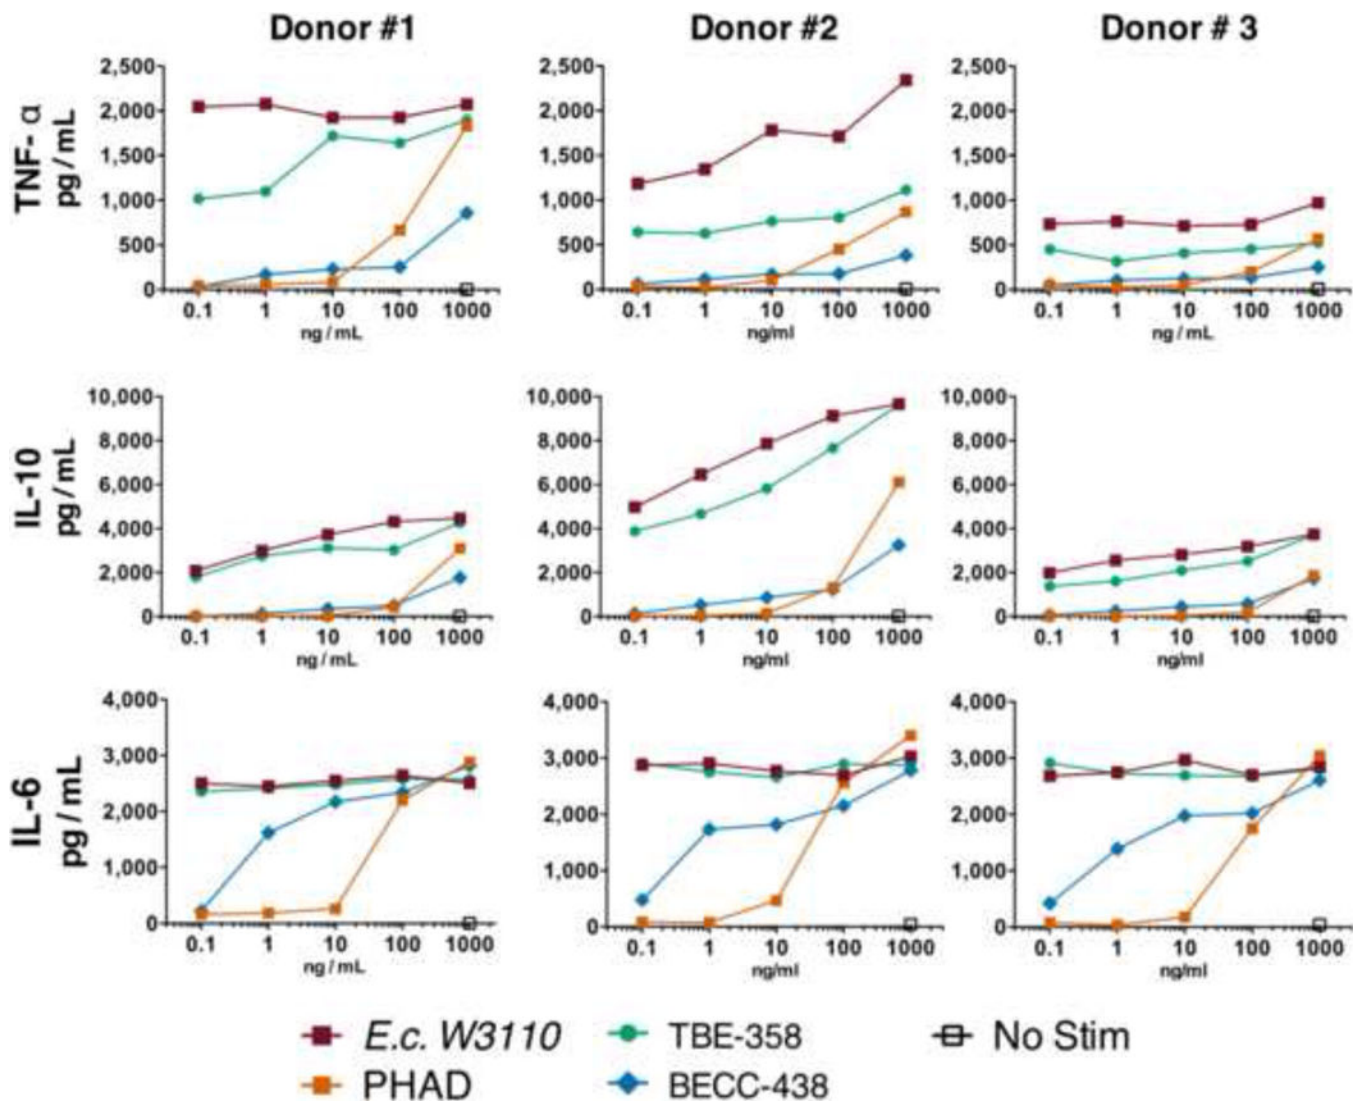 Donor #1 Donor #2 Donor # 3
TNF- α
pg / mL
2,500 2,500 2,500
2,000 2,000 2,000
1,500 1,500 1,500
1,000 1,000 1,000
500 500 500
0 0 0
0.1 1 10 100 1000 0.1 1 10 100 1000 0.1 1 10 100 1000
ng / mL ng/ml ng / mL
IL-10
pg / mL
10,000 10,000 10,000
8,000 8,000 8,000
6,000 6,000 6,000
4,000 4,000 4,000
2,000 2,000 2,000
0 0 0
0.1 1 10 100 1000 0.1 1 10 100 1000 0.1 1 10 100 1000
ng / mL ng/ml ng/ml
IL-6
pg / mL
4,000 4,000 4,000
3,000 3,000 3,000
2,000 2,000 2,000
1,000 1,000 1,000
0 0 0
0.1 1 10 100 1000 0.1 1 10 100 1000 0.1 1 10 100 1000
ng / mL ng/ml ng/ml
E.c. W3110 TBE-358 No Stim
PHAD BECC-438